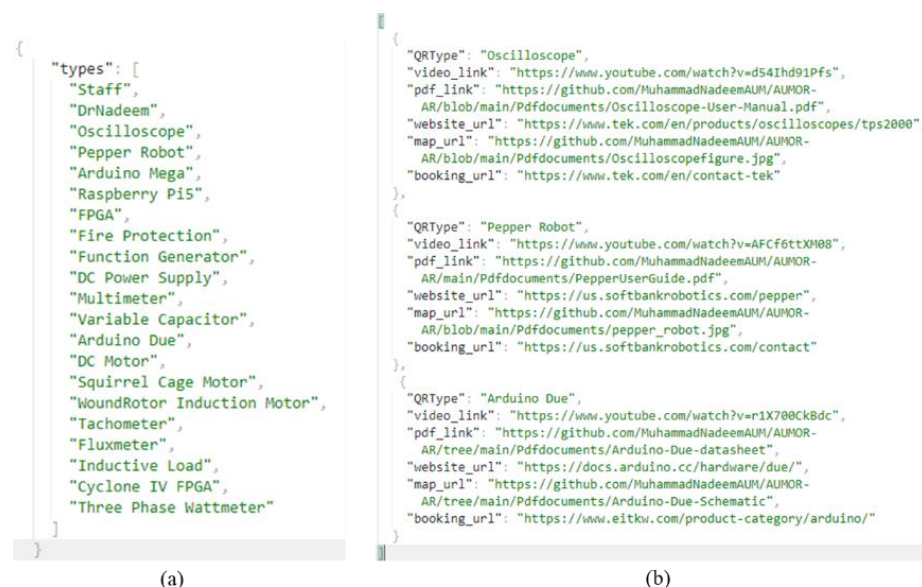 {
"types": [
"Staff",
"DrNadeem",
"Oscilloscope",
"Pepper Robot",
"Arduino Mega",
"Raspberry Pi5",
"FPGA",
"Fire Protection",
"Function Generator",
"DC Power Supply",
"Multimeter",
"Variable Capacitor",
"Arduino Due",
"DC Motor",
"Squirrel Cage Motor",
"WoundRotor Induction Motor",
"Tachometer",
"Fluxmeter",
"Inductive Load",
"Cyclone IV FPGA",
"Three Phase Wattmeter"
]
}
(a)
[
{
"QRType": "Oscilloscope",
"video_link": "https://www.youtube.com/watch?v=d54Ihd91Pfs",
"pdf_link": "https://github.com/MuhammadNadeemAUM/AUMOR-
AR/blob/main/Pdfdocuments/Oscilloscope-User-Manual.pdf",
"website_url": "https://www.tek.com/en/products/oscilloscopes/tps2000"
"map_url": "https://github.com/MuhammadNadeemAUM/AUMOR-
AR/blob/main/Pdfdocuments/Oscilloscopefigure.jpg",
"booking_url": "https://www.tek.com/en/contact-tek"
},
{
"QRType": "Pepper Robot",
"video_link": "https://www.youtube.com/watch?v=AFCf6ttXM08",
"pdf_link": "https://github.com/MuhammadNadeemAUM/AUMOR-
AR/main/Pdfdocuments/PepperUserGuide.pdf",
"website_url": "https://us.softbankrobotics.com/pepper",
"map_url": "https://github.com/MuhammadNadeemAUM/AUMOR-
AR/blob/main/Pdfdocuments/pepper_robot.jpg",
"booking_url": "https://us.softbankrobotics.com/contact"
},
{
"QRType": "Arduino Due",
"video_link": "https://www.youtube.com/watch?v=r1X700CkBdc",
"pdf_link": "https://github.com/MuhammadNadeemAUM/AUMOR-
AR/tree/main/Pdfdocuments/Arduino-Due-datasheet",
"website_url": "https://docs.arduino.cc/hardware/due/",
"map_url": "https://github.com/MuhammadNadeemAUM/AUMOR-
AR/tree/main/Pdfdocuments/Arduino-Due-Schematic",
"booking_url": "https://www.eitkw.com/product-category/arduino/"
}
]
(b)